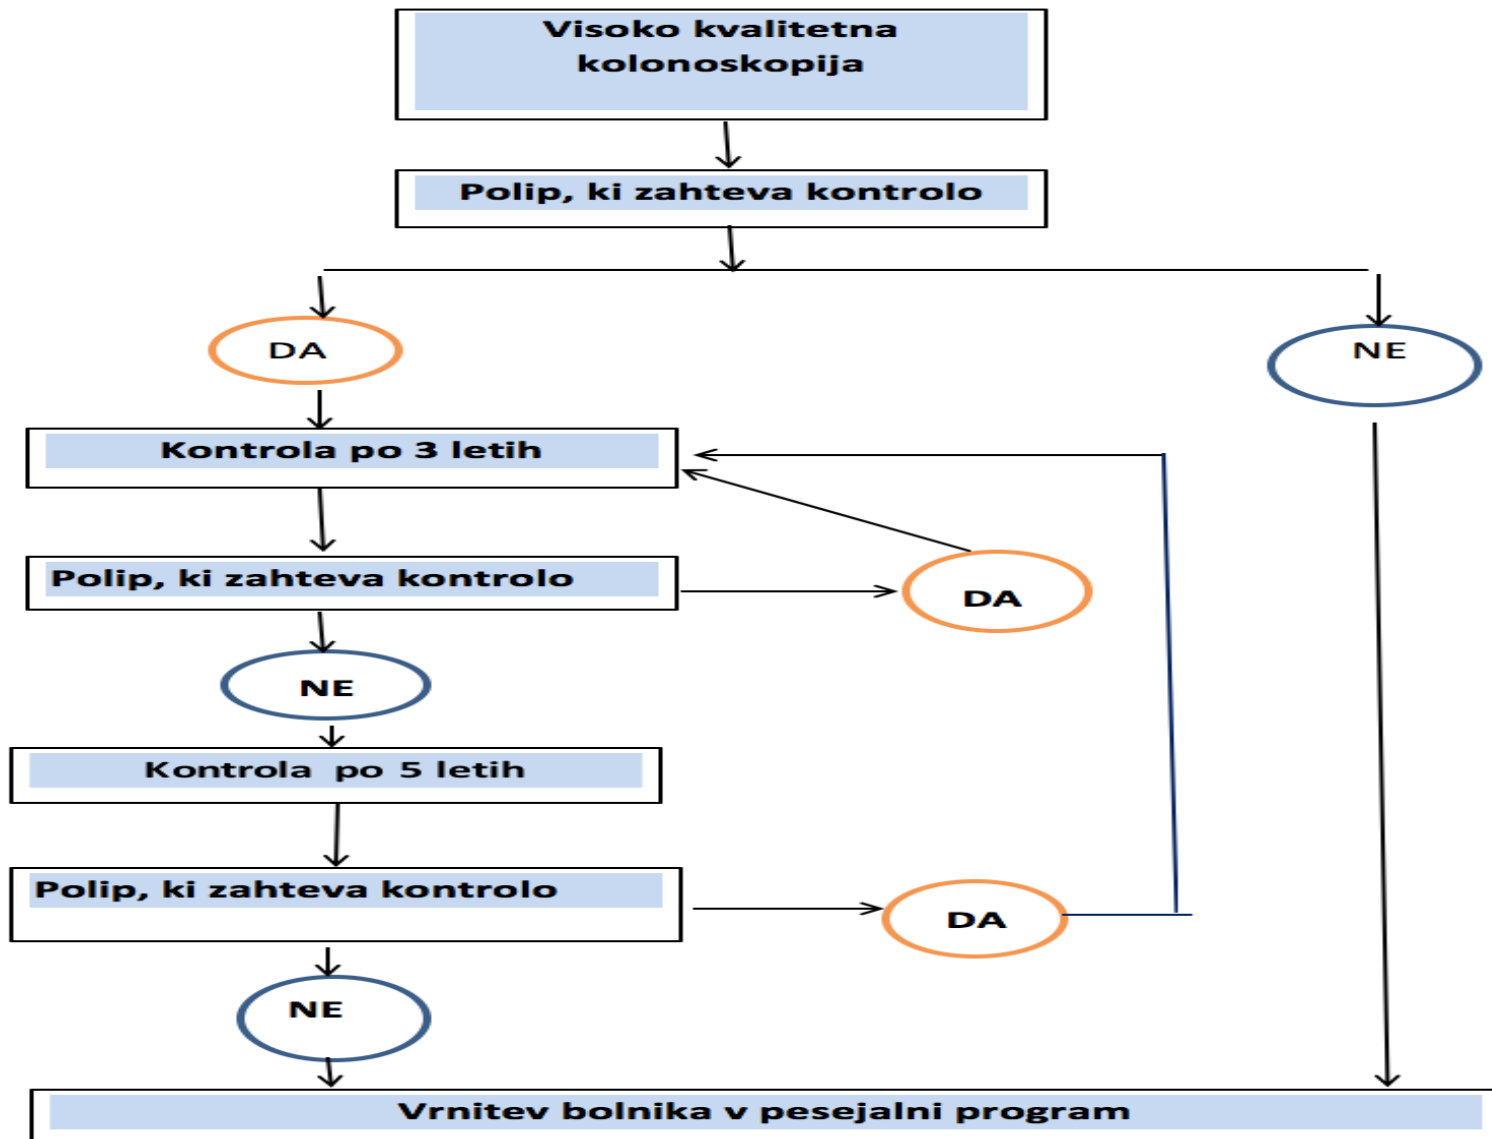 Visoko kvalitetna
kolonoskopija
Polip, ki zahteva kontrolo
DA
NE
Kontrola po 3 letih
Polip, ki zahteva kontrolo
DA
NE
Kontrola po 5 letih
Polip, ki zahteva kontrolo
DA
NE
Vrnitev bolnika v pesejalni program